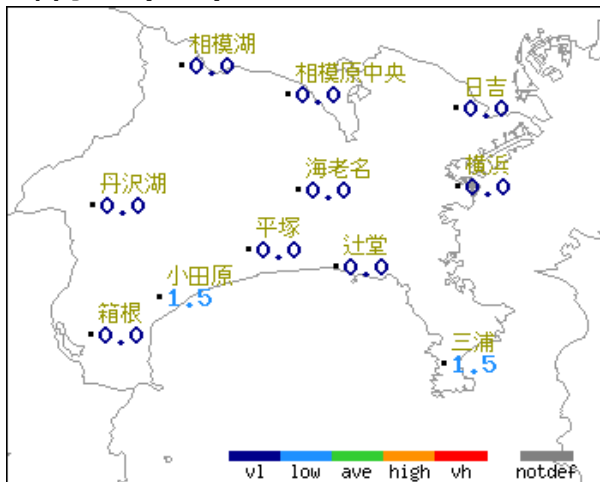 相模湖
0.0
相模原中央
0.0
日吉
0.0
丹沢湖
0.0
海老名
0.0
横浜
0.0
平塚
0.0
辻堂
0.0
小田原
1.5
箱根
0.0
三浦
1.5
vl low ave high vh notdef